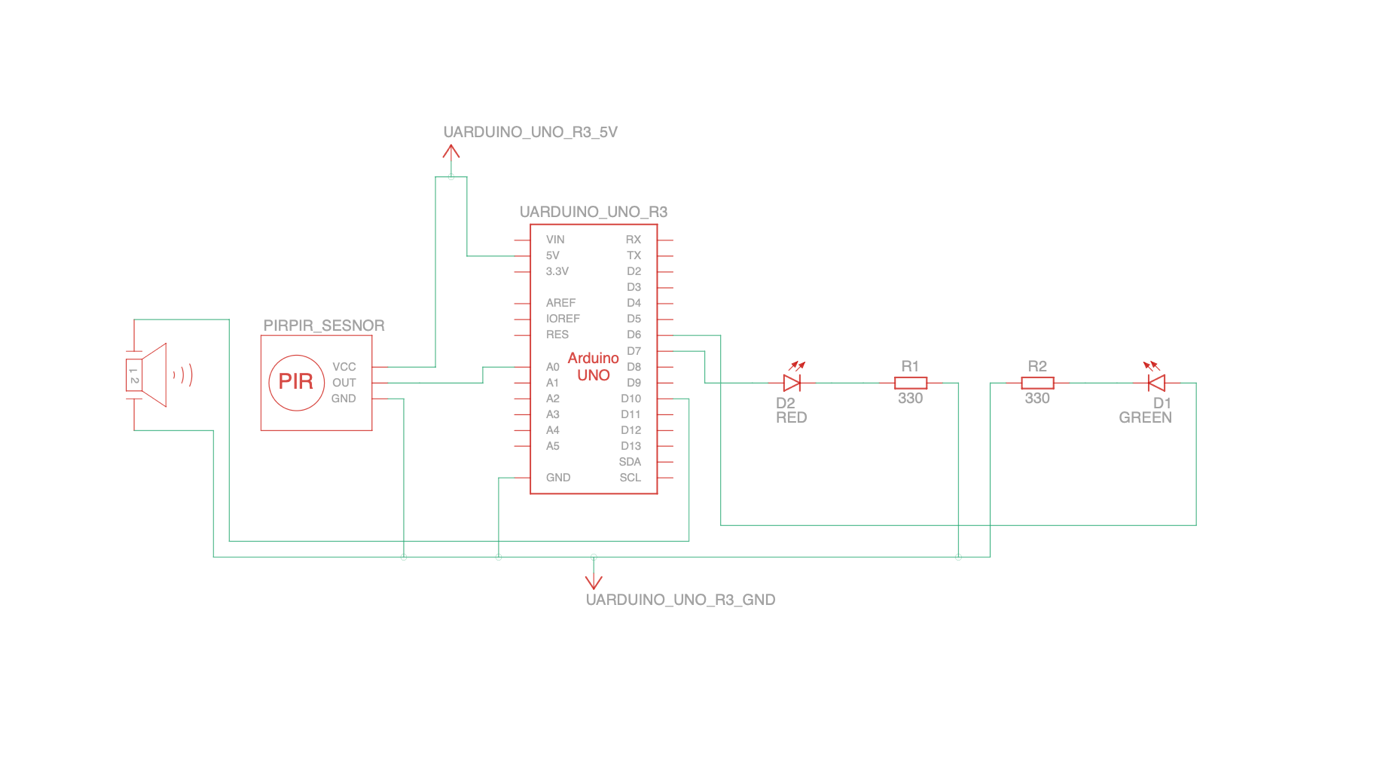 UARDUINO_UNO_R3_5V
UARDUINO_UNO_R3
VIN RX
5V TX
3.3V D2
D3
AREF D4
IOREF D5
RES D6
D7
Arduino
UNO
A0 D8
A1 D9
A2 D10
A3 D11
A4 D12
A5 D13
SDA
GND SCL
PIRPIR_SESNOR
PIR
VCC
OUT
GND
1 2
D2
RED
R1
330
R2
330
D1
GREEN
UARDUINO_UNO_R3_GND